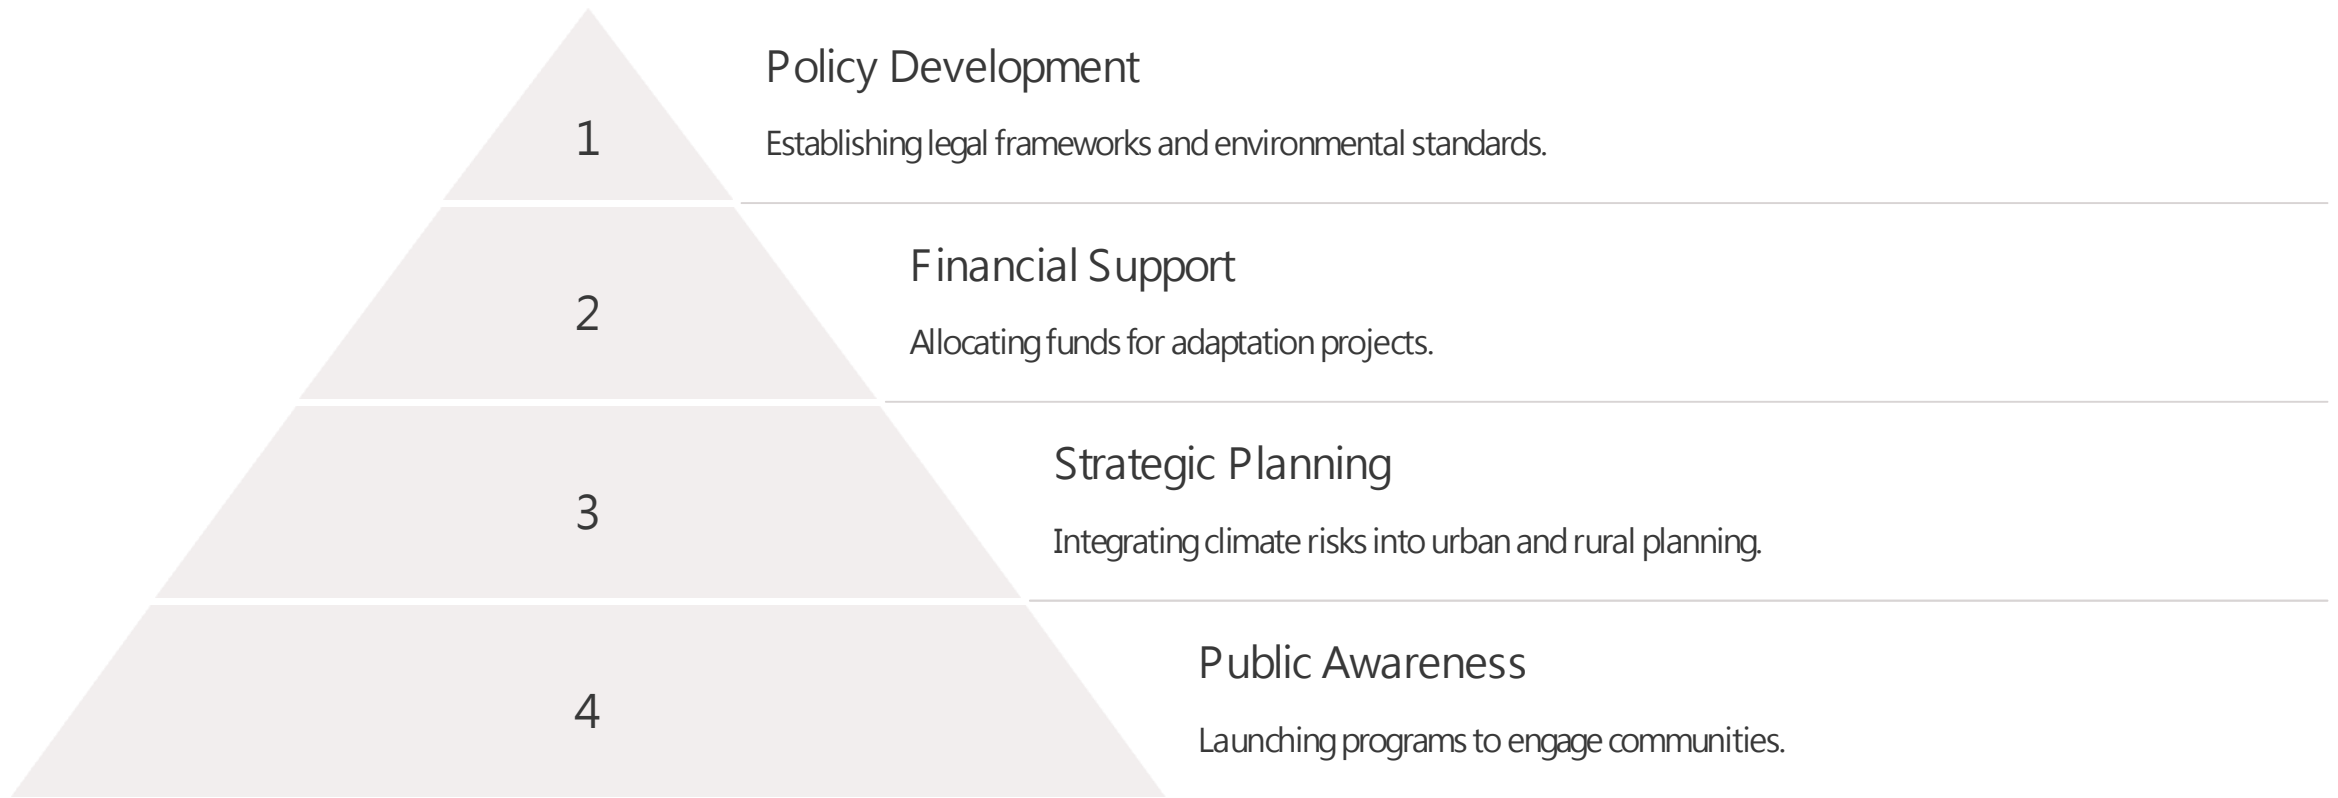 Policy Development
1
Establishing legal frameworks and environmental standards.
Financial Support
2
Allocating funds for adaptation projects.
Strategic Planning
3
Integrating climate risks into urban and rural planning.
Public Awareness
4
Launching programs to engage communities.